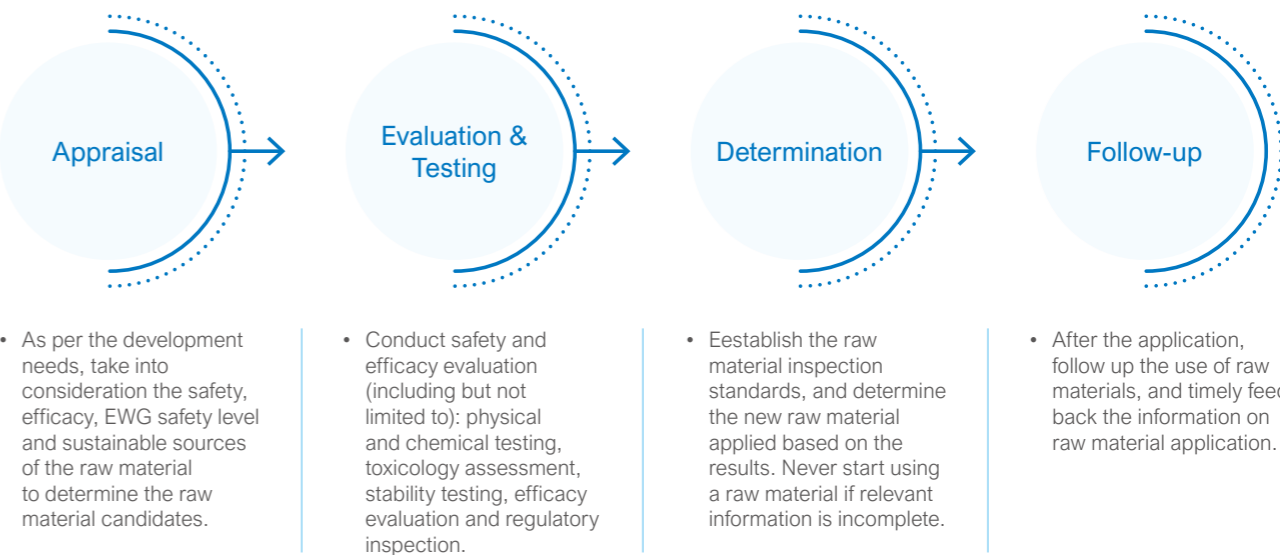 Appraisal
Evaluation &
Testing
Determination
Follow-up
• As per the development
needs, take into
consideration the safety,
efficacy, EWG safety level
and sustainable sources
of the raw material
to determine the raw
material candidates.
• Conduct safety and
efficacy evaluation
(including but not
limited to): physical
and chemical testing,
toxicology assessment,
stability testing, efficacy
evaluation and regulatory
inspection.
• Eestablish the raw
material inspection
standards, and determine
the new raw material
applied based on the
results. Never start using
a raw material if relevant
information is incomplete.
• After the application,
follow up the use of raw
materials, and timely feed
back the information on
raw material application.